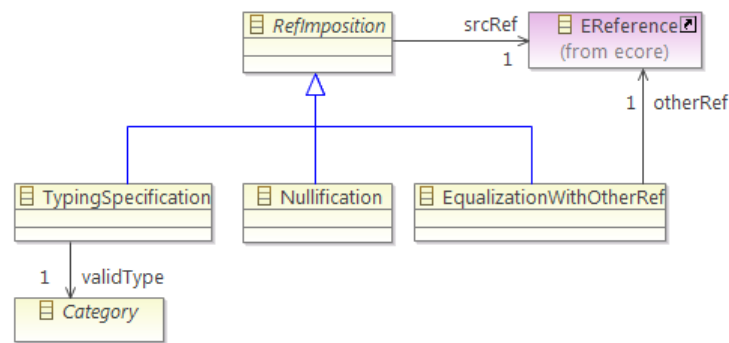 RefImposition
srcRef
1
EReference
(from ecore)
1 otherRef
TypingSpecification
Nullification
EqualizationWithOtherRef
1 validType
Category